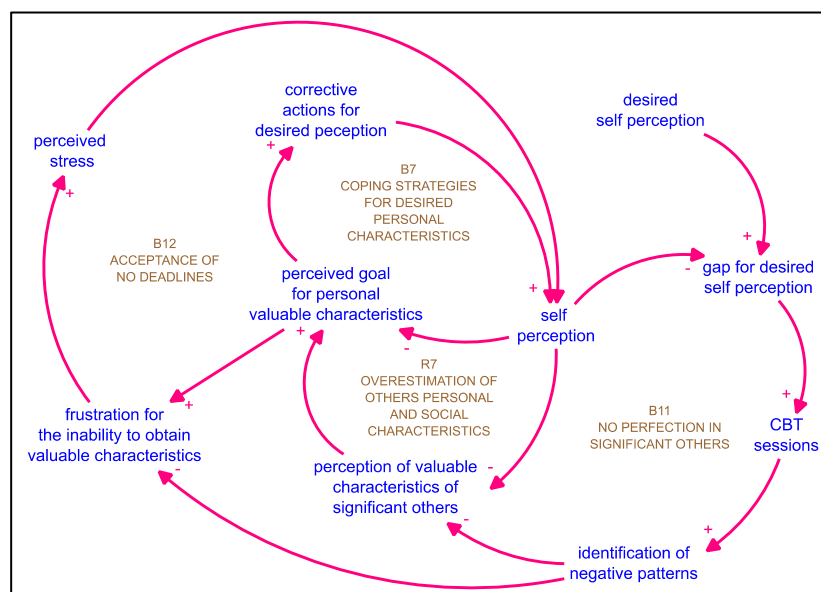 corrective
actions for
desired peception
desired
self perception
perceived
stress
+
+
B7
COPING STRATEGIES
FOR DESIRED
PERSONAL
CHARACTERISTICS
B12
ACCEPTANCE OF
NO DEADLINES
+
+
-
gap for desired
self perception
perceived goal
for personal
valuable characteristics
+
self
perception
+
-
R7
OVERESTIMATION OF
OTHERS PERSONAL
AND SOCIAL
CHARACTERISTICS
+
+
frustration for
the inability to obtain
valuable characteristics
-
B11
NO PERFECTION IN
SIGNIFICANT OTHERS
CBT
sessions
perception of valuable
characteristics of
significant others
-
-
+
identification of
negative patterns